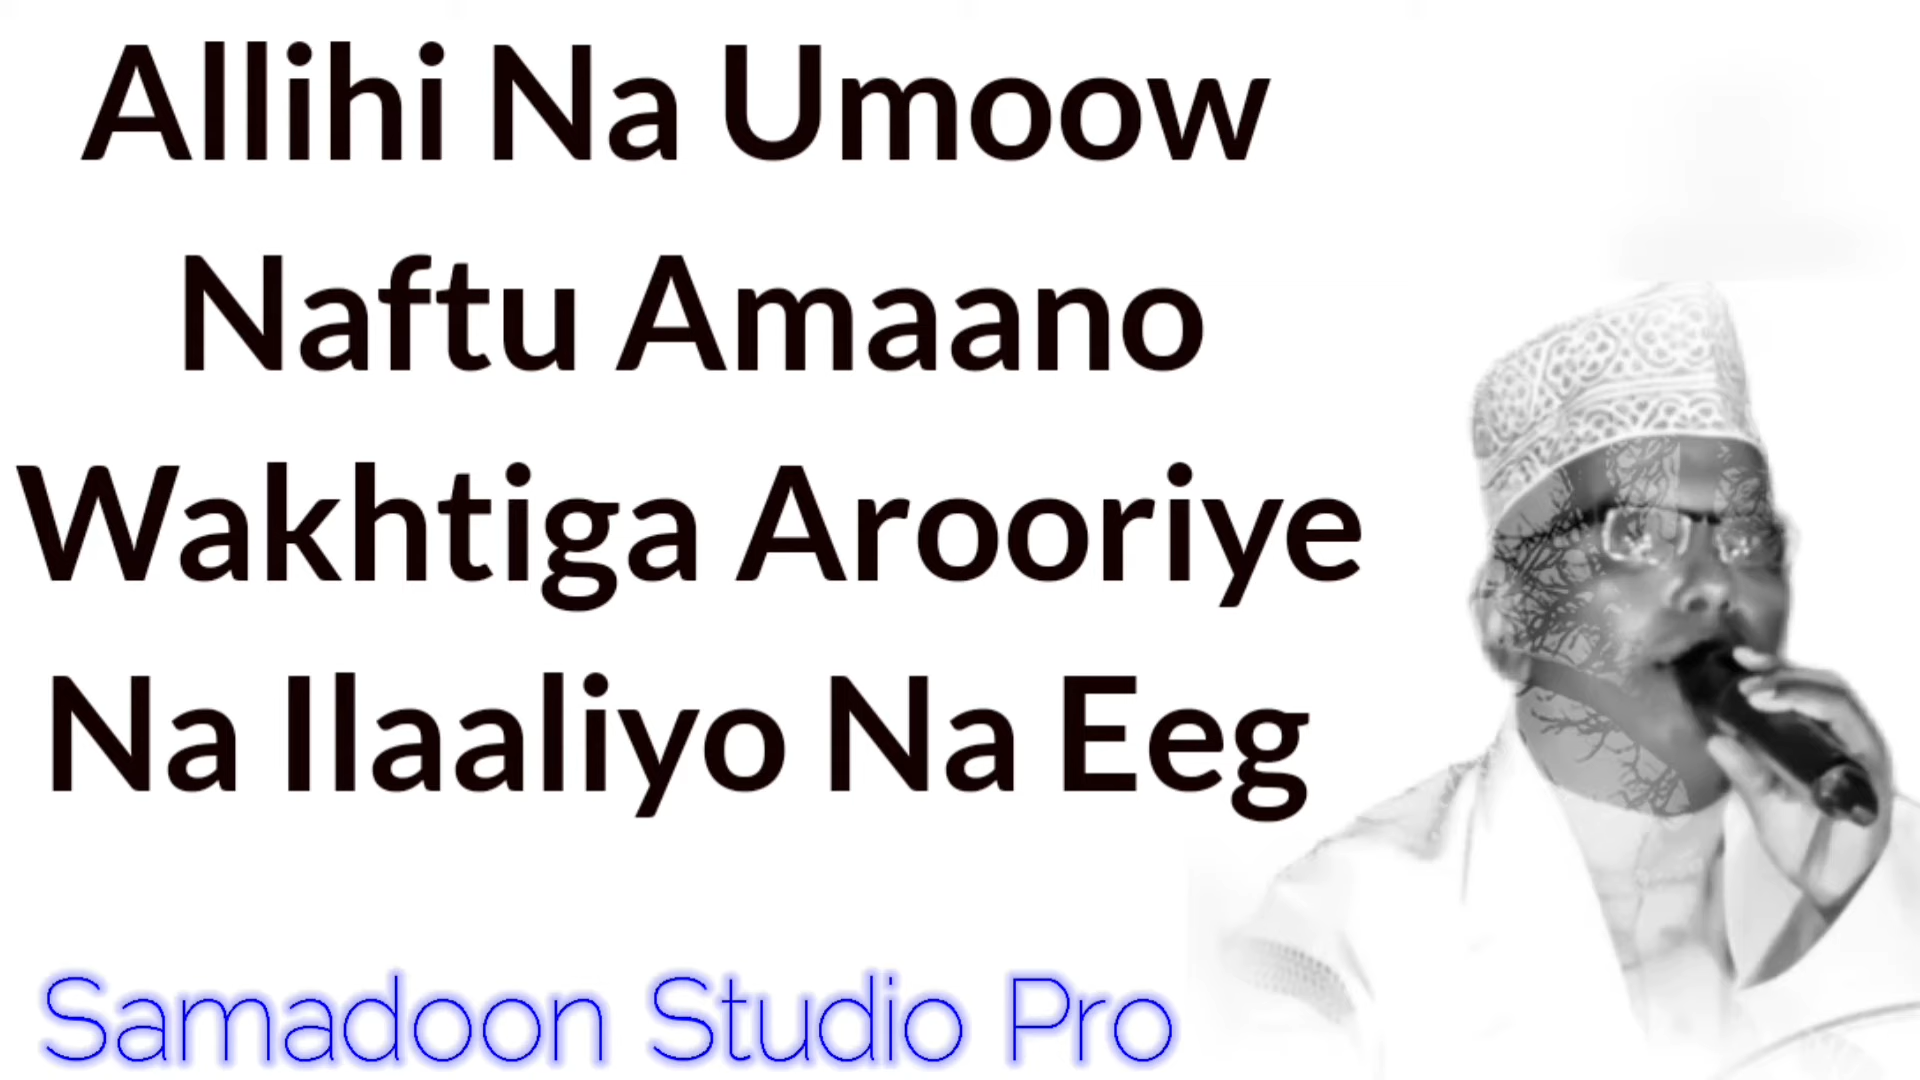 Allihi Na Umoow
Naftu Amaano
Wakhtiga Arooriye
Na Ilaaliyo Na Eeg
Samadoon Studio Pro